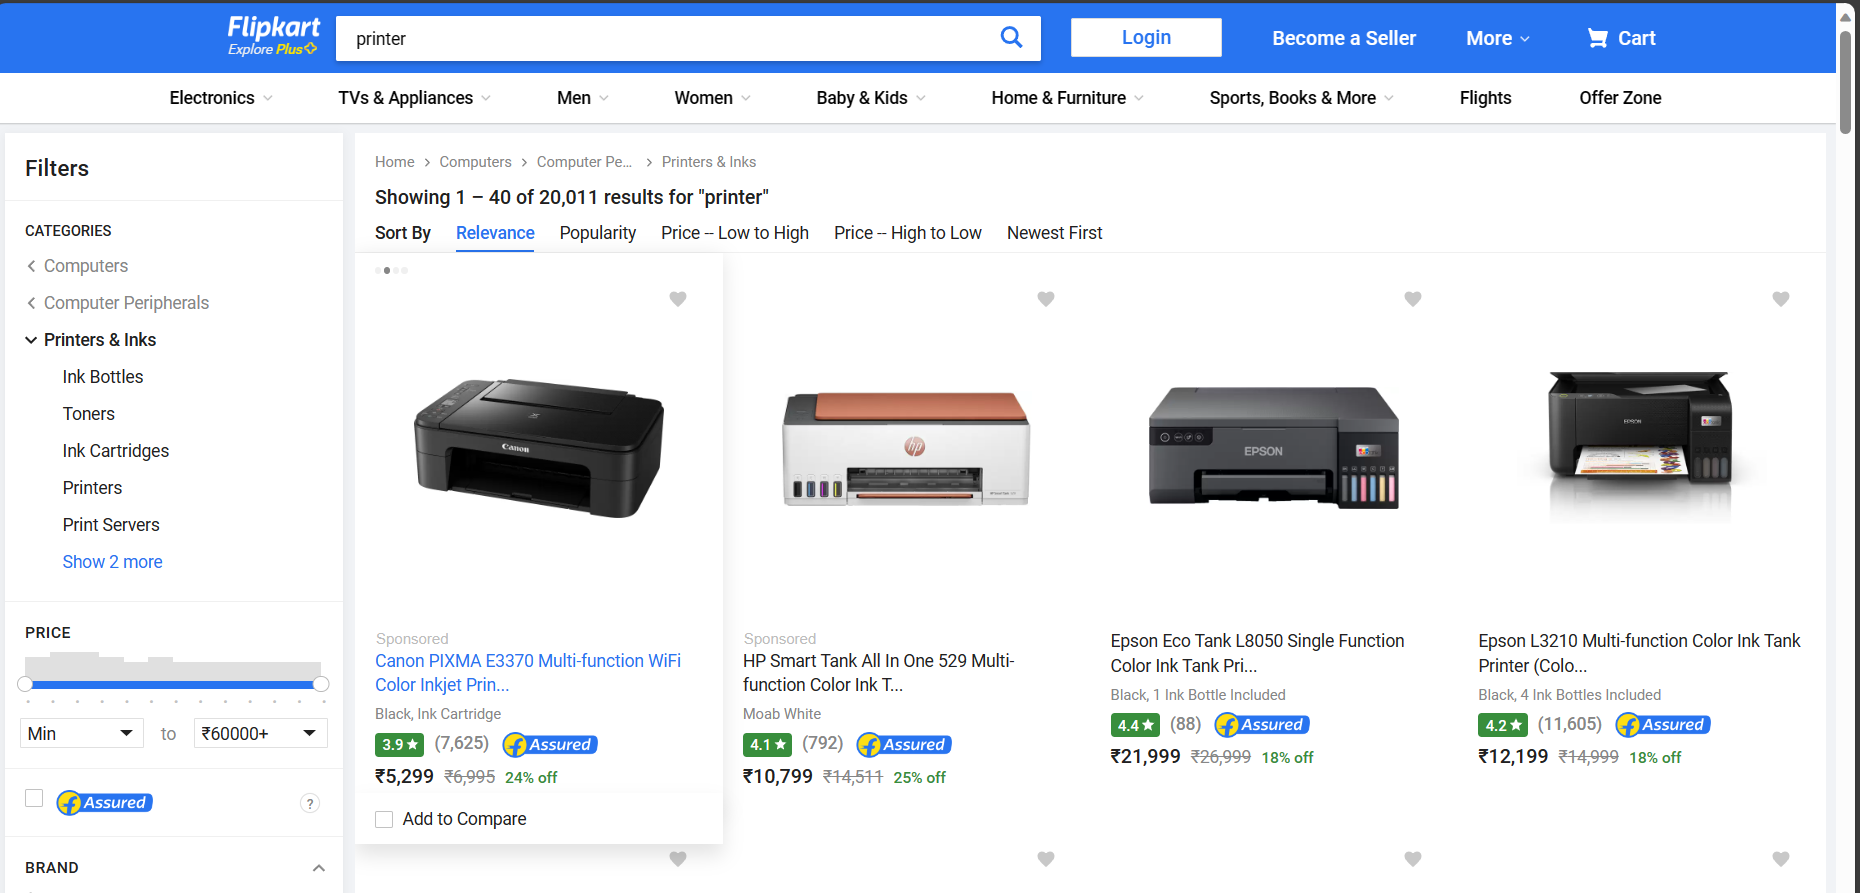 Flipkart
Explore Plus
printer
Login
Become a Seller
More
Cart
Electronics
TVs & Appliances
Men
Women
Baby & Kids
Home & Furniture
Sports, Books & More
Flights
Offer Zone
Filters
CATEGORIES
Computers
Computer Peripherals
Printers & Inks
Ink Bottles
Toners
Ink Cartridges
Printers
Print Servers
Show 2 more
PRICE
Min
to
₹60000+
Assured
?
BRAND
Home > Computers > Computer Pe... > Printers & Inks
Showing 1 – 40 of 20,011 results for "printer"
Sort By
Relevance
Popularity
Price -- Low to High
Price -- High to Low
Newest First
Canon
Sponsored
Canon PIXMA E3370 Multi-function WiFi
Color Inkjet Prin...
Black, Ink Cartridge
3.9 ★ (7,625) Assured
₹5,299 ₹6,995 24% off
Add to Compare
hp
Sponsored
HP Smart Tank All In One 529 Multi-
function Color Ink T...
Moab White
4.1 ★ (792) Assured
₹10,799 ₹14,511 25% off
EPSON
Epson Eco Tank L8050 Single Function
Color Ink Tank Pri...
Black, 1 Ink Bottle Included
4.4 ★ (88) Assured
₹21,999 ₹26,999 18% off
EPSON
Epson L3210 Multi-function Color Ink Tank
Printer (Colo...
Black, 4 Ink Bottles Included
4.2 ★ (11,605) Assured
₹12,199 ₹14,999 18% off